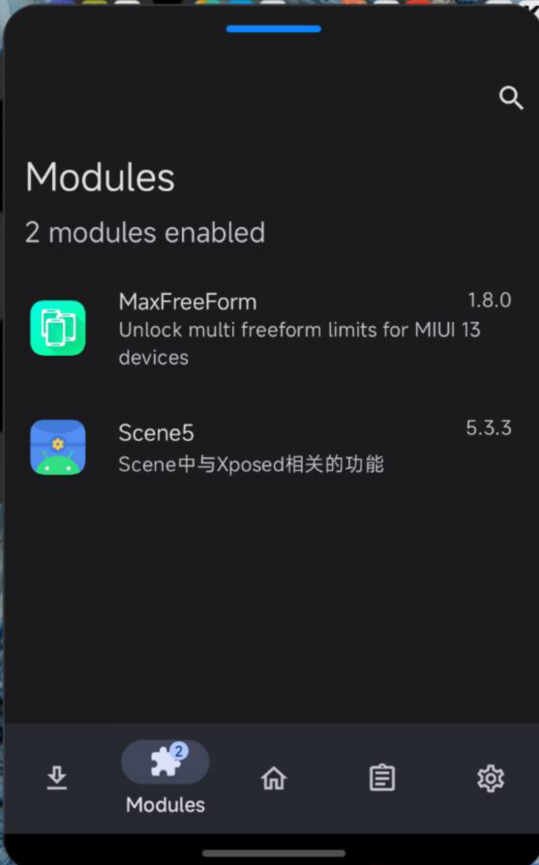 Modules
2 modules enabled
MaxFreeForm 1.8.0
Unlock multi freeform limits for MIUI 13
devices
Scene5 5.3.3
Scene中与Xposed相关的功能
2
Modules